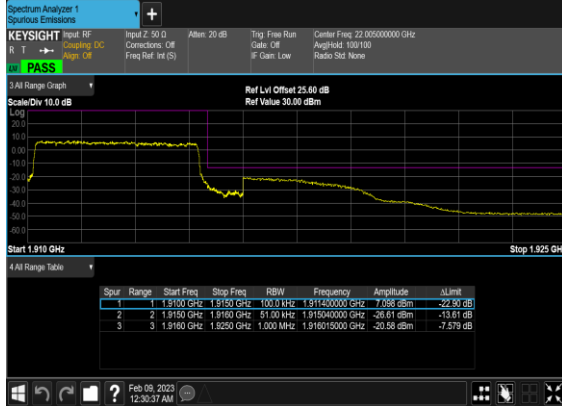 Spectrum Analyzer 1
Spurious Emissions
+
KEYSIGHT Input: RF Input Z: 50 Ω Atten: 20 dB Trig: Free Run Center Freq: 22.005000000 GHz
R T Coupling: DC Corrections: Off Gate: Off Avg|Hold: 100/100
Align: Off Freq Ref: Int (S) IF Gain: Low Radio Std: None
PASS
3 All Range Graph Ref Lvl Offset 25.60 dB
Scale/Div 10.0 dB Ref Value 30.00 dBm
Log
20.0
10.0
0.00
-10.0
-20.0
-30.0
-40.0
-50.0
-60.0
Start 1.910 GHz Stop 1.925 GH
4 All Range Table
Spur Range Start Freq Stop Freq RBW Frequency Amplitude ΔLimit
1 1 1.9100 GHz 1.9150 GHz 100.0 kHz 1.911400000 GHz 7.098 dBm -22.90 dB
2 2 1.9150 GHz 1.9160 GHz 51.00 kHz 1.915040000 GHz -26.61 dBm -13.61 dB
3 3 1.9160 GHz 1.9250 GHz 1.000 MHz 1.916015000 GHz -20.58 dBm -7.579 dB
? Feb 09, 2023
12:30:37 AM